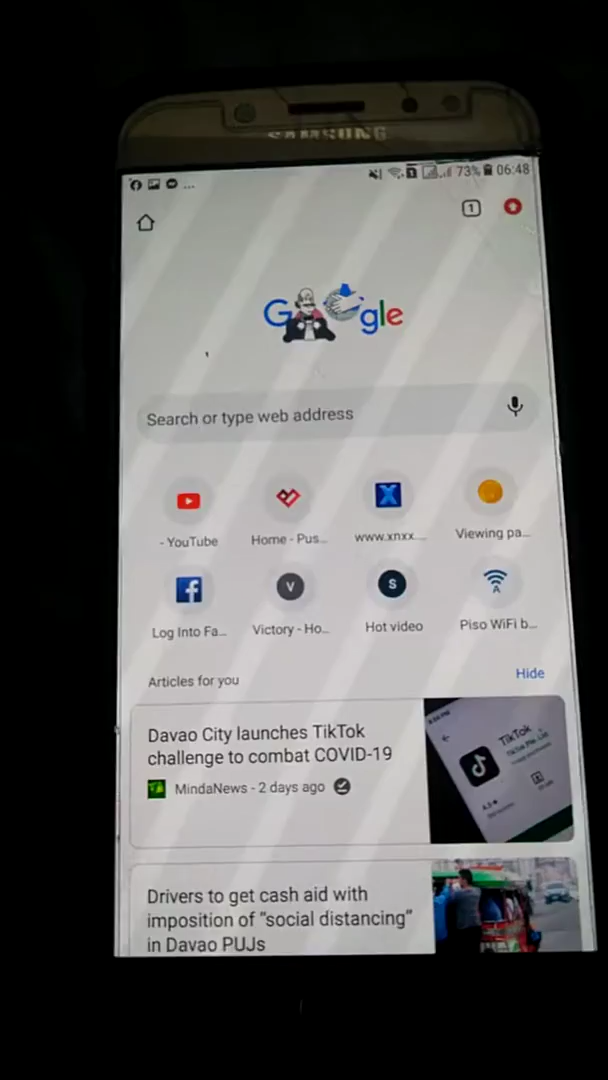 SAMSUNG
73% 06:48
1
Google
Search or type web address
- YouTube
Home - Pus...
www.xnxx....
Viewing pa...
V
S
A
Log Into Fa...
Victory - Ho...
Hot video
Piso WiFi b...
Articles for you
Hide
Davao City launches TikTok
challenge to combat COVID-19
MindaNews - 2 days ago
TikTok
Drivers to get cash aid with
imposition of "social distancing"
in Davao PUJs